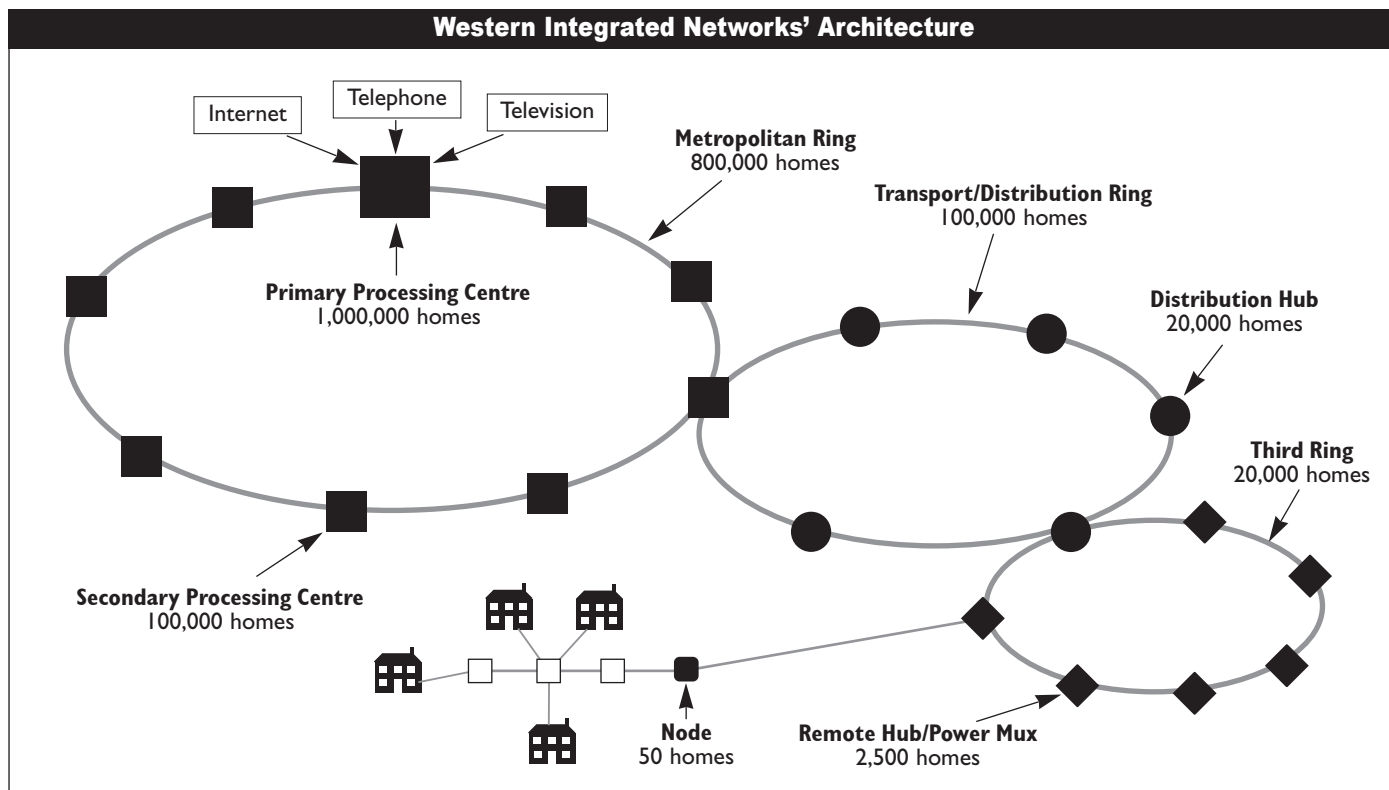 Western Integrated Networks’ Architecture
Internet
Telephone
Television
Metropolitan Ring
800,000 homes
Transport/Distribution Ring
100,000 homes
Primary Processing Centre
1,000,000 homes
Distribution Hub
20,000 homes
Third Ring
20,000 homes
Secondary Processing Centre
100,000 homes
Node
50 homes
Remote Hub/Power Mux
2,500 homes